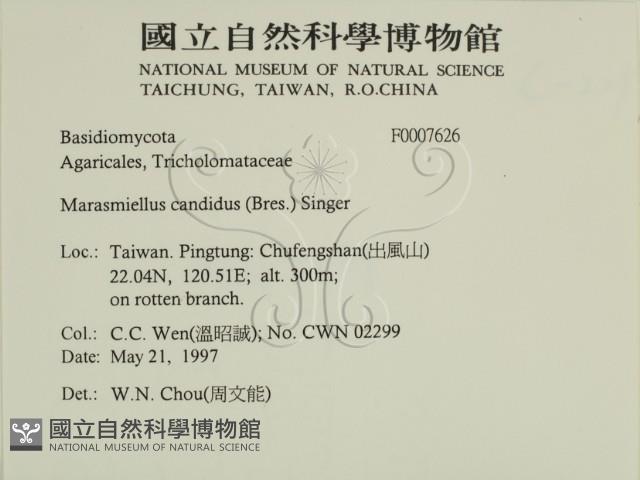 國立自然科學博物館
NATIONAL MUSEUM OF NATURAL SCIENCE
TAICHUNG, TAIWAN, R.O.CHINA
Basidiomycota F0007626
Agaricales, Tricholomataceae
Marasmiellus candidus (Bres.) Singer
Loc.: Taiwan. Pingtung: Chufengshan(出風山)
22.04N, 120.51E; alt. 300m;
on rotten branch.
Col.: C.C. Wen(溫昭誠); No. CWN 02299
Date: May 21, 1997
Det.: W.N. Chou(周文能)
國立自然科學博物館
NATIONAL MUSEUM OF NATURAL SCIENCE